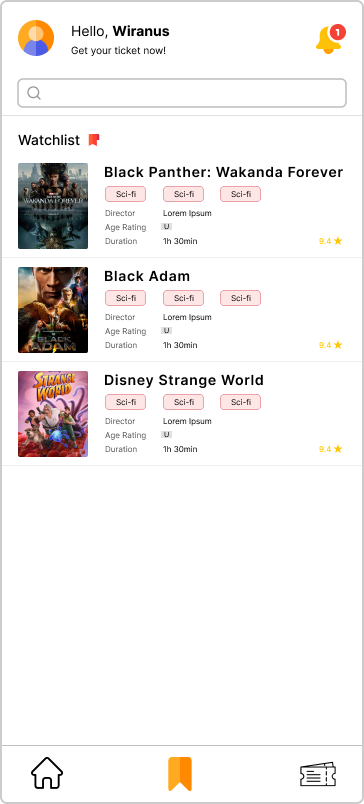 Hello, Wiranus
Get your ticket now!
1
Watchlist
WAKANDA FOREVER
Black Panther: Wakanda Forever
Sci-fi Sci-fi Sci-fi
Director Lorem Ipsum
Age Rating U
Duration 1h 30min 9.4
BLACK
ADAM
Black Adam
Sci-fi Sci-fi Sci-fi
Director Lorem Ipsum
Age Rating U
Duration 1h 30min 9.4
STRANGE
WORLD
Disney Strange World
Sci-fi Sci-fi Sci-fi
Director Lorem Ipsum
Age Rating U
Duration 1h 30min 9.4